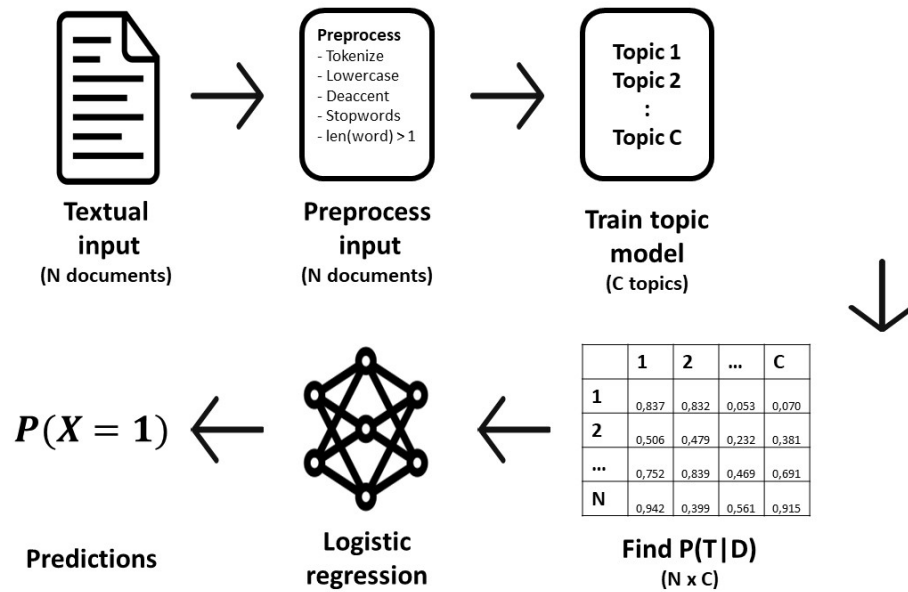 Preprocess
- Tokenize
- Lowercase
- Deaccent
- Stopwords
- len(word) > 1
Topic 1
Topic 2
:
Topic C
Textual
input
(N documents)
Preprocess
input
(N documents)
Train topic
model
(C topics)
1 2 ... C
1 0,837 0,832 0,053 0,070
2 0,506 0,479 0,232 0,381
... 0,752 0,839 0,469 0,691
N 0,942 0,399 0,561 0,915
P(X = 1)
Predictions
Logistic
regression
Find P(T|D)
(N x C)